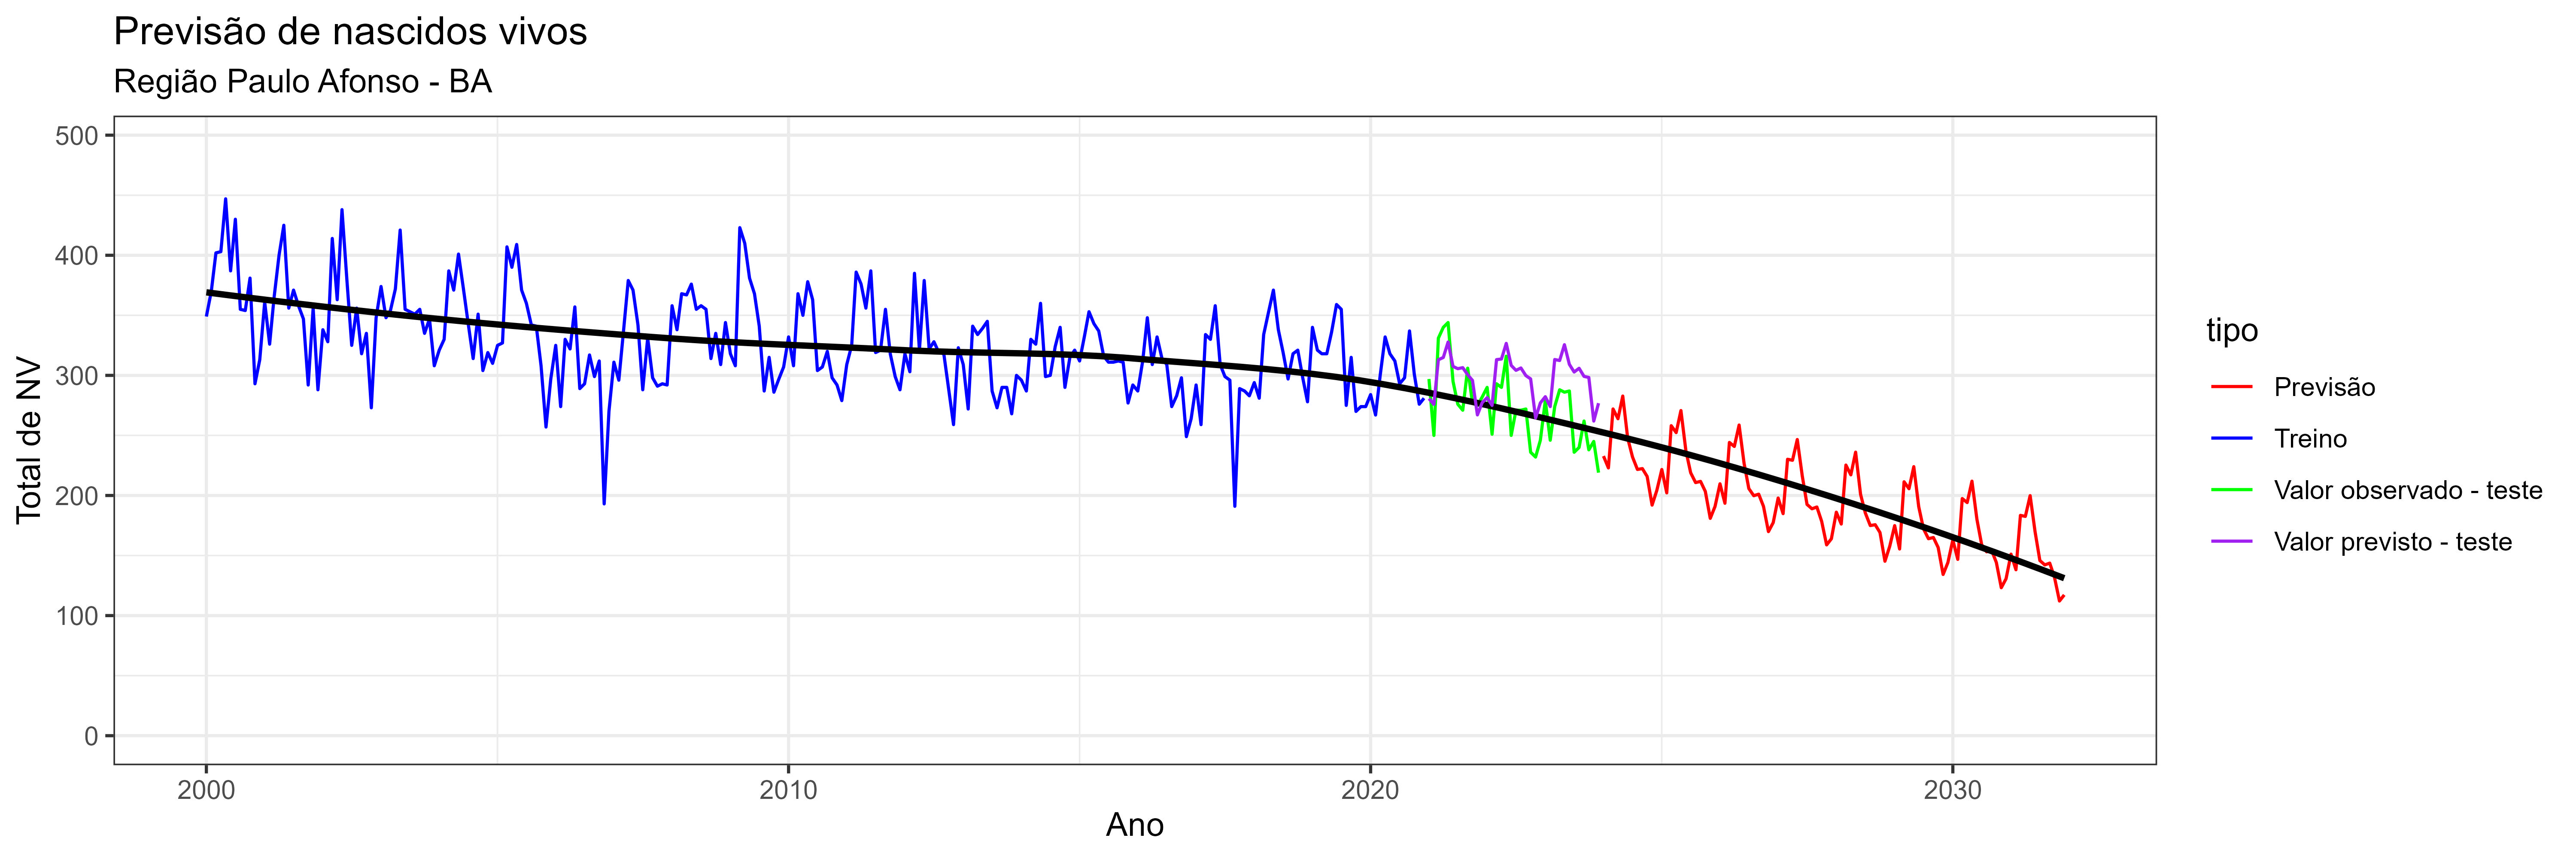 Previsão de nascidos vivos
Região Paulo Afonso - BA
500
400
300
200
100
0
Total de NV
2000
2010
2020
2030
Ano
tipo
Previsão
Treino
Valor observado - teste
Valor previsto - teste